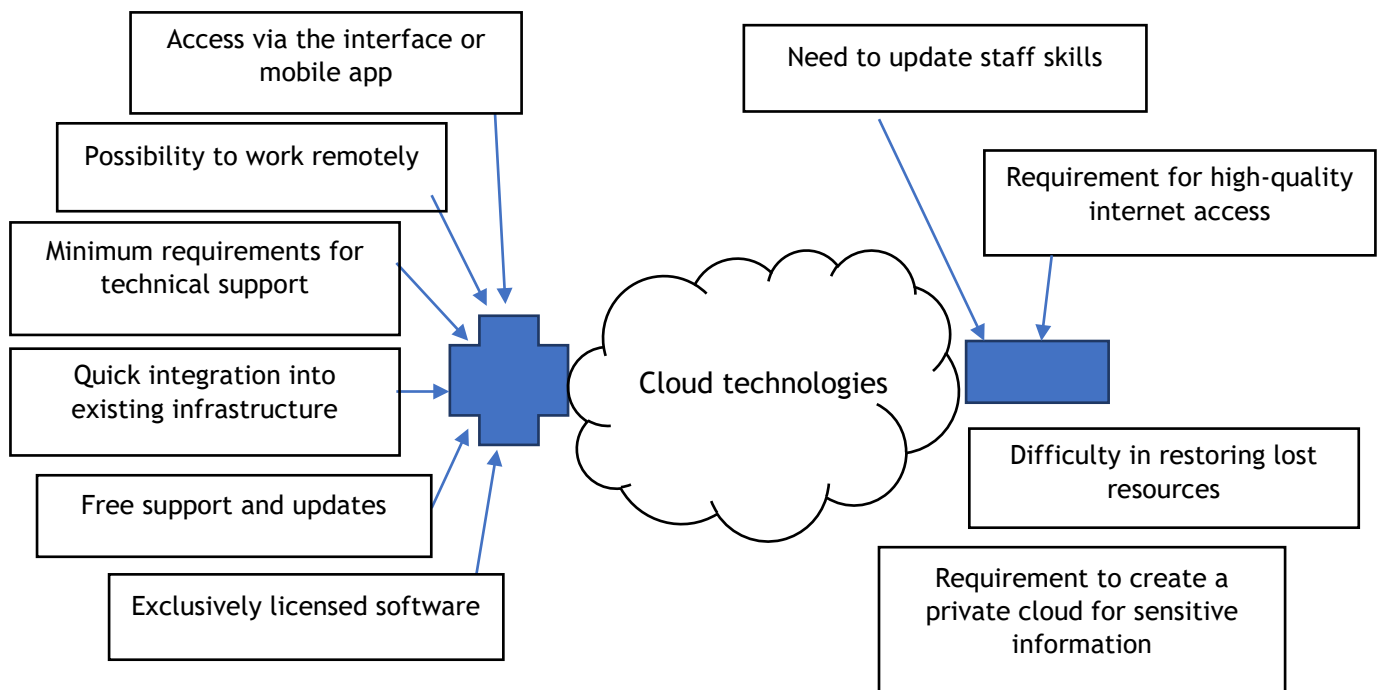 Access via the interface or
mobile app
Possibility to work remotely
Minimum requirements for
technical support
Quick integration into
existing infrastructure
Free support and updates
Exclusively licensed software
Cloud technologies
Need to update staff skills
Requirement for high-quality
internet access
Difficulty in restoring lost
resources
Requirement to create a
private cloud for sensitive
information